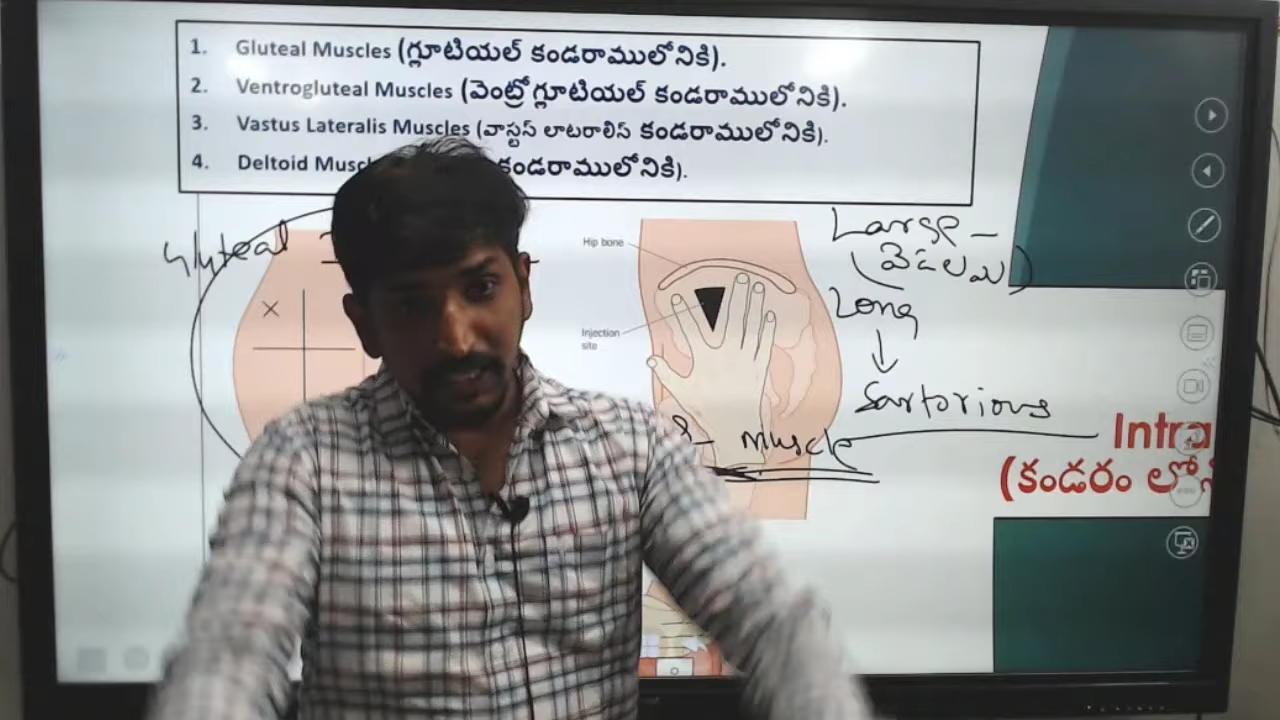 1. Gluteal Muscles (గ్లూటియల్ కండరాములోనికి).
2. Ventrogluteal Muscles (వెంట్రోగ్లూటియల్ కండరాములోనికి).
3. Vastus Lateralis Muscles (వాస్టస్ లాటరాలిస్ కండరాములోనికి).
4. Deltoid Musc కండరాములోనికి).
Gluteal
Hip bone
Injection
site
Large -
(వెడల్పు)
Long
Sartorious
muscle
Intra
(కండరం లో